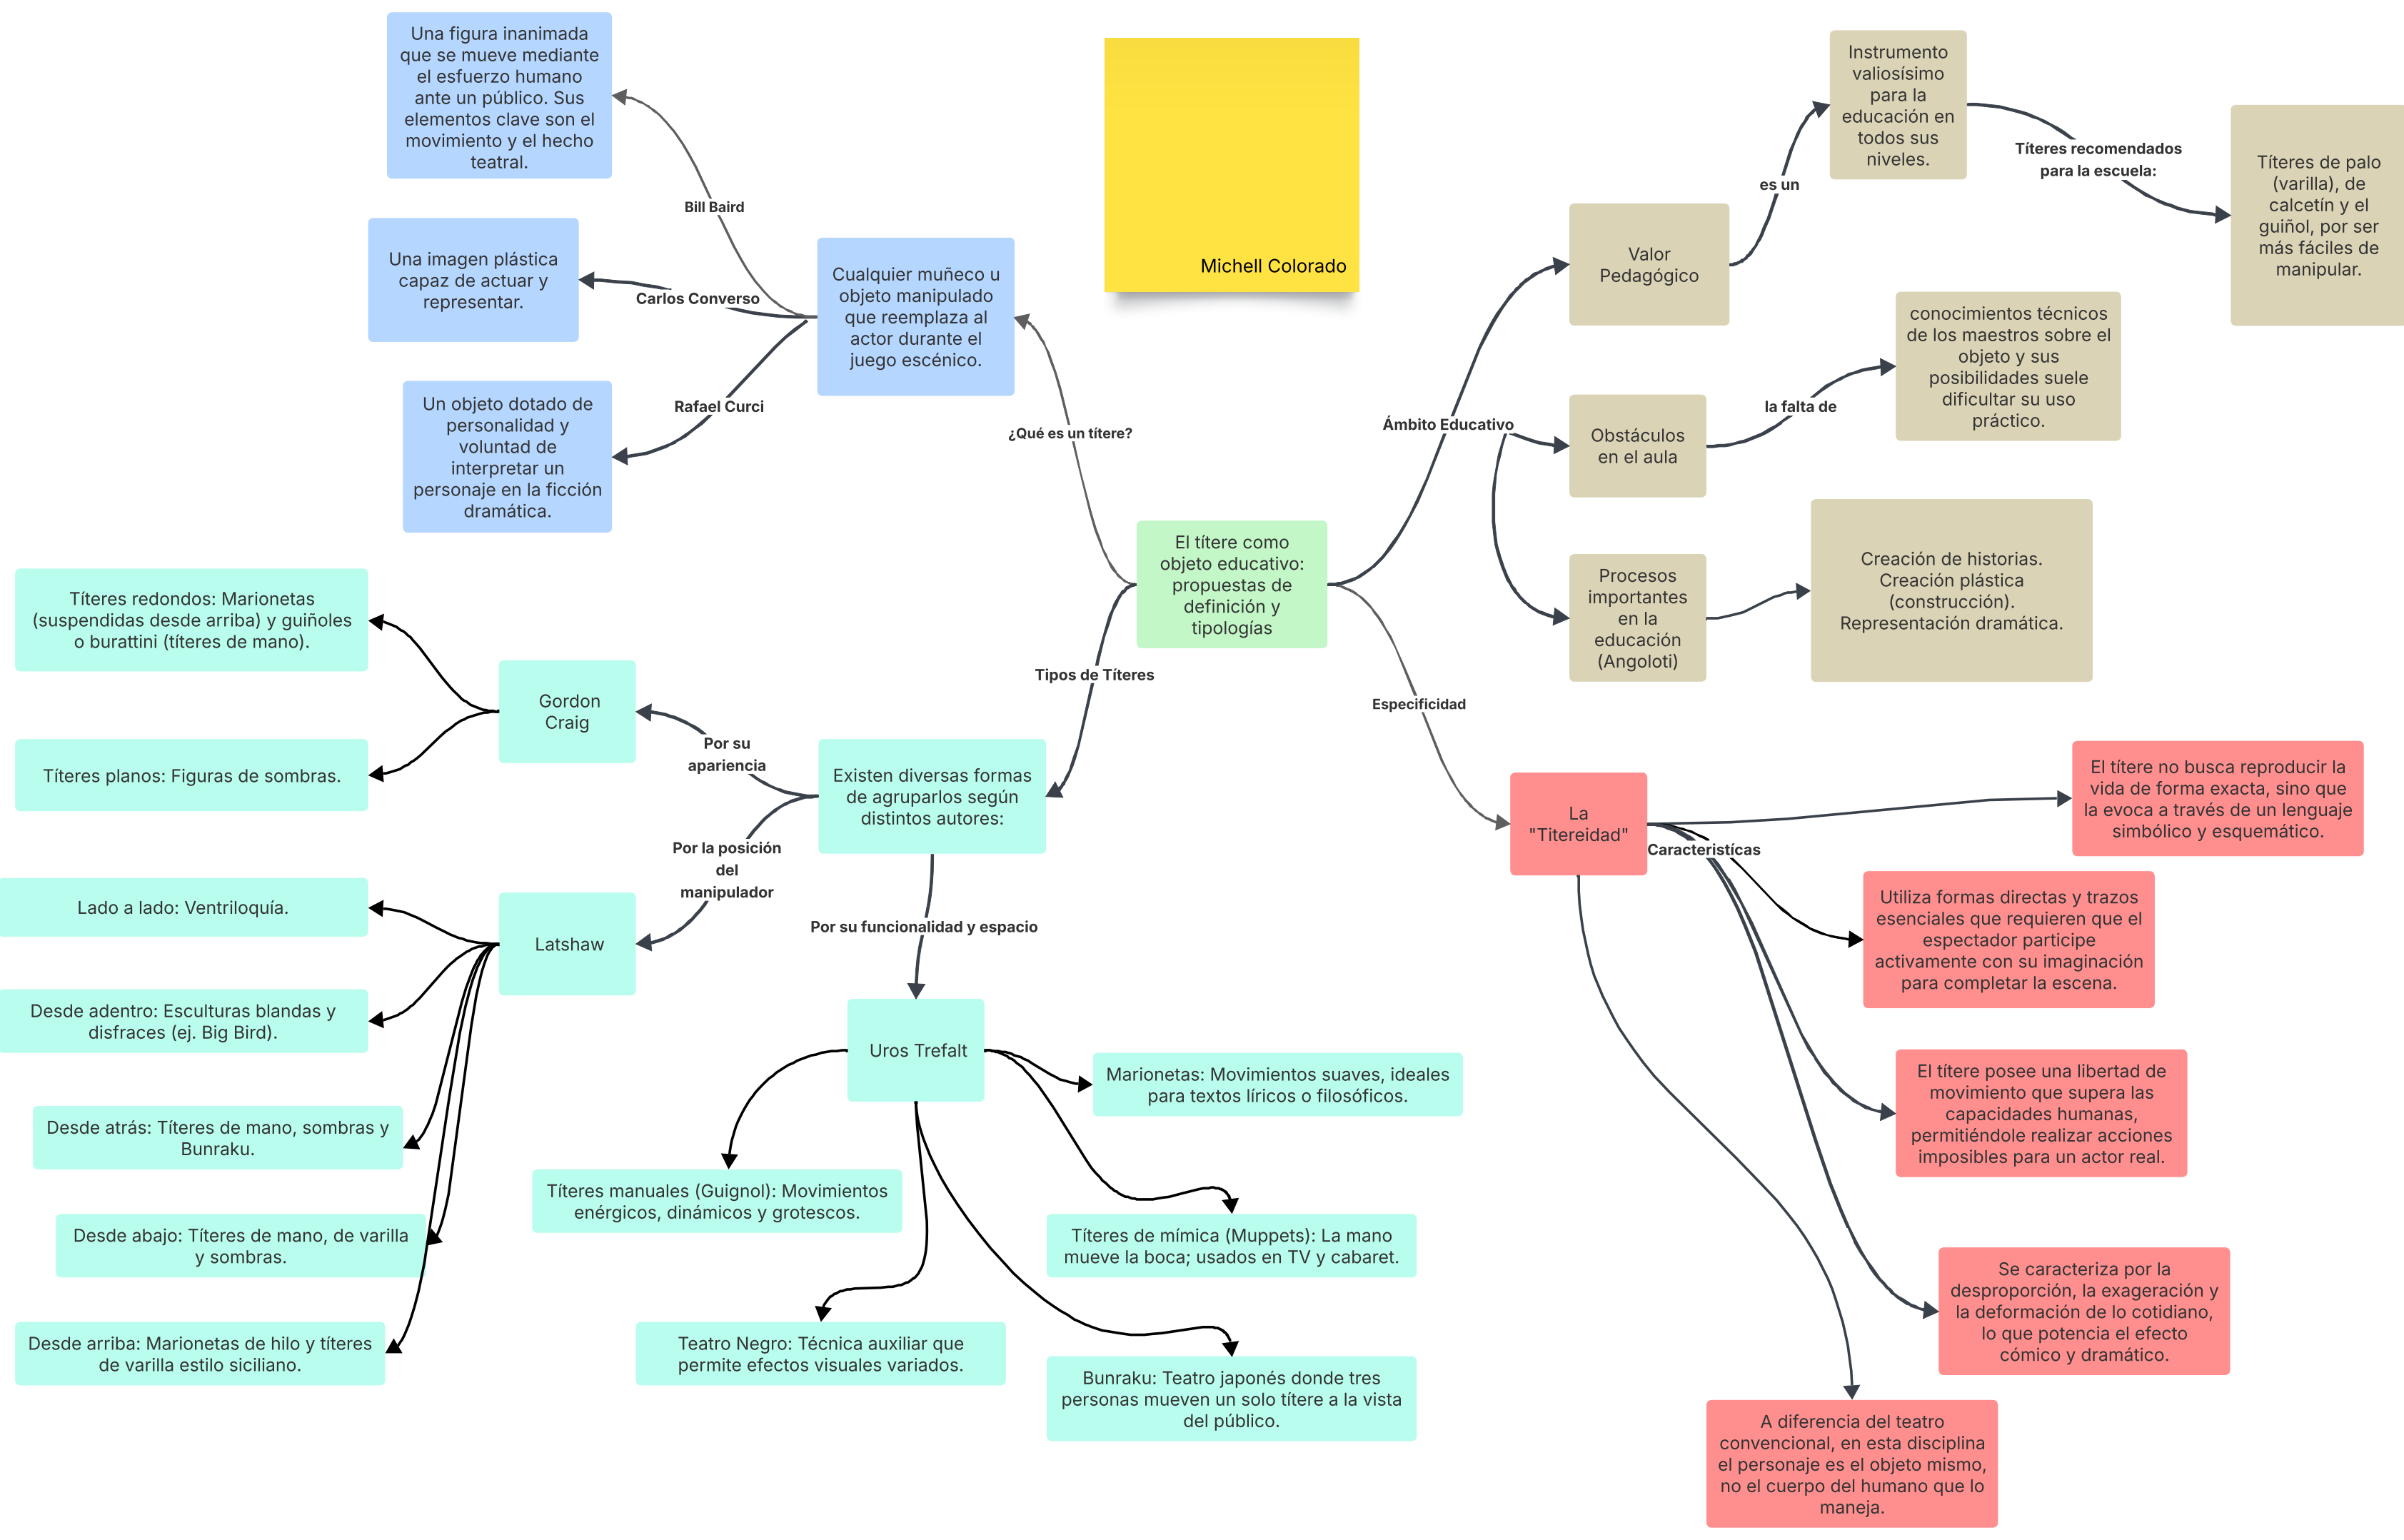 Una figura inanimada
que se mueve mediante
el esfuerzo humano
ante un público. Sus
elementos clave son el
movimiento y el hecho
teatral.
Bill Baird
Una imagen plástica
capaz de actuar y
representar.
Carlos Converso
Un objeto dotado de
personalidad y
voluntad de
interpretar un
personaje en la ficción
dramática.
Rafael Curci
Cualquier muñeco u
objeto manipulado
que reemplaza al
actor durante el
juego escénico.
¿Qué es un títere?
Michell Colorado
El títere como
objeto educativo:
propuestas de
definición y
tipologías
Ámbito Educativo
Valor
Pedagógico
es un
Instrumento
valiosísimo
para la
educación en
todos sus
niveles.
Títeres recomendados
para la escuela:
Títeres de palo
(varilla), de
calcetín y el
guiñol, por ser
más fáciles de
manipular.
Obstáculos
en el aula
la falta de
conocimientos técnicos
de los maestros sobre el
objeto y sus
posibilidades suele
dificultar su uso
práctico.
Procesos
importantes
en la
educación
(Angoloti)
Creación de historias.
Creación plástica
(construcción).
Representación dramática.
Tipos de Títeres
Existen diversas formas
de agruparlos según
distintos autores:
Por su
apariencia
Gordon
Craig
Títeres redondos: Marionetas
(suspendidas desde arriba) y guiñoles
o burattini (títeres de mano).
Títeres planos: Figuras de sombras.
Por la posición
del
manipulador
Latshaw
Lado a lado: Ventriloquía.
Desde adentro: Esculturas blandas y
disfraces (ej. Big Bird).
Desde atrás: Títeres de mano, sombras y
Bunraku.
Desde abajo: Títeres de mano, de varilla
y sombras.
Desde arriba: Marionetas de hilo y títeres
de varilla estilo siciliano.
Por su funcionalidad y espacio
Uros Trefalt
Marionetas: Movimientos suaves, ideales
para textos líricos o filosóficos.
Títeres manuales (Guignol): Movimientos
enérgicos, dinámicos y grotescos.
Títeres de mímica (Muppets): La mano
mueve la boca; usados en TV y cabaret.
Teatro Negro: Técnica auxiliar que
permite efectos visuales variados.
Bunraku: Teatro japonés donde tres
personas mueven un solo títere a la vista
del público.
Especificidad
La
"Titereidad"
Caracteristícas
El títere no busca reproducir la
vida de forma exacta, sino que
la evoca a través de un lenguaje
simbólico y esquemático.
Utiliza formas directas y trazos
esenciales que requieren que el
espectador participe
activamente con su imaginación
para completar la escena.
El títere posee una libertad de
movimiento que supera las
capacidades humanas,
permitiéndole realizar acciones
imposibles para un actor real.
Se caracteriza por la
desproporción, la exageración y
la deformación de lo cotidiano,
lo que potencia el efecto
cómico y dramático.
A diferencia del teatro
convencional, en esta disciplina
el personaje es el objeto mismo,
no el cuerpo del humano que lo
maneja.